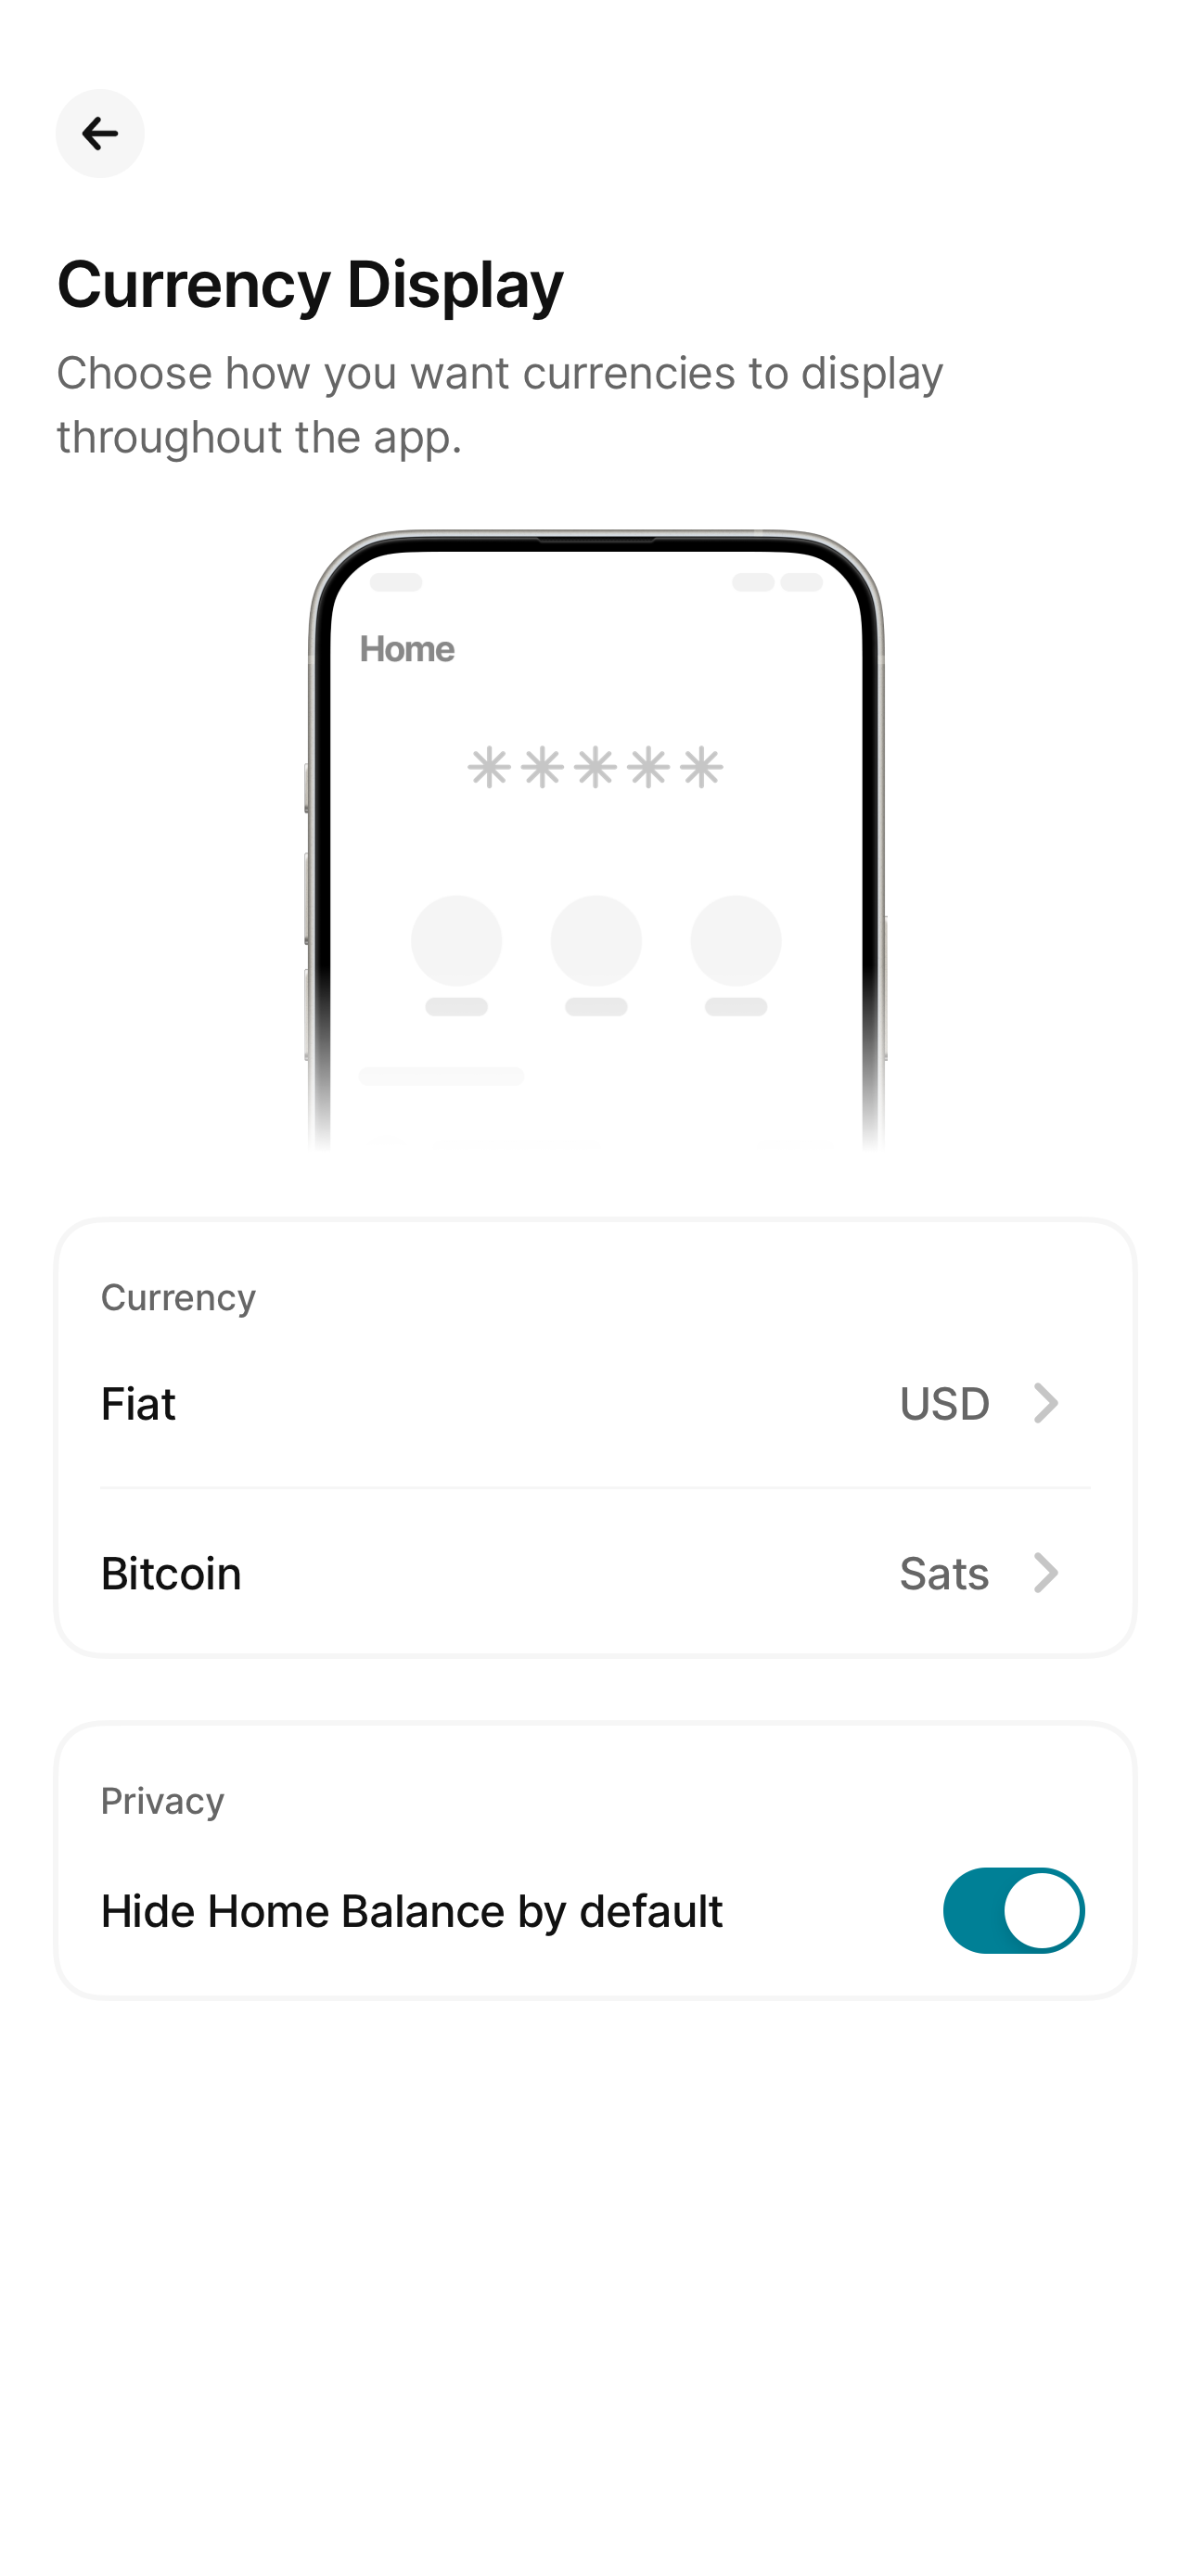 Currency Display
Choose how you want currencies to display
throughout the app.
Home
*****
Currency
Fiat USD
Bitcoin Sats
Privacy
Hide Home Balance by default